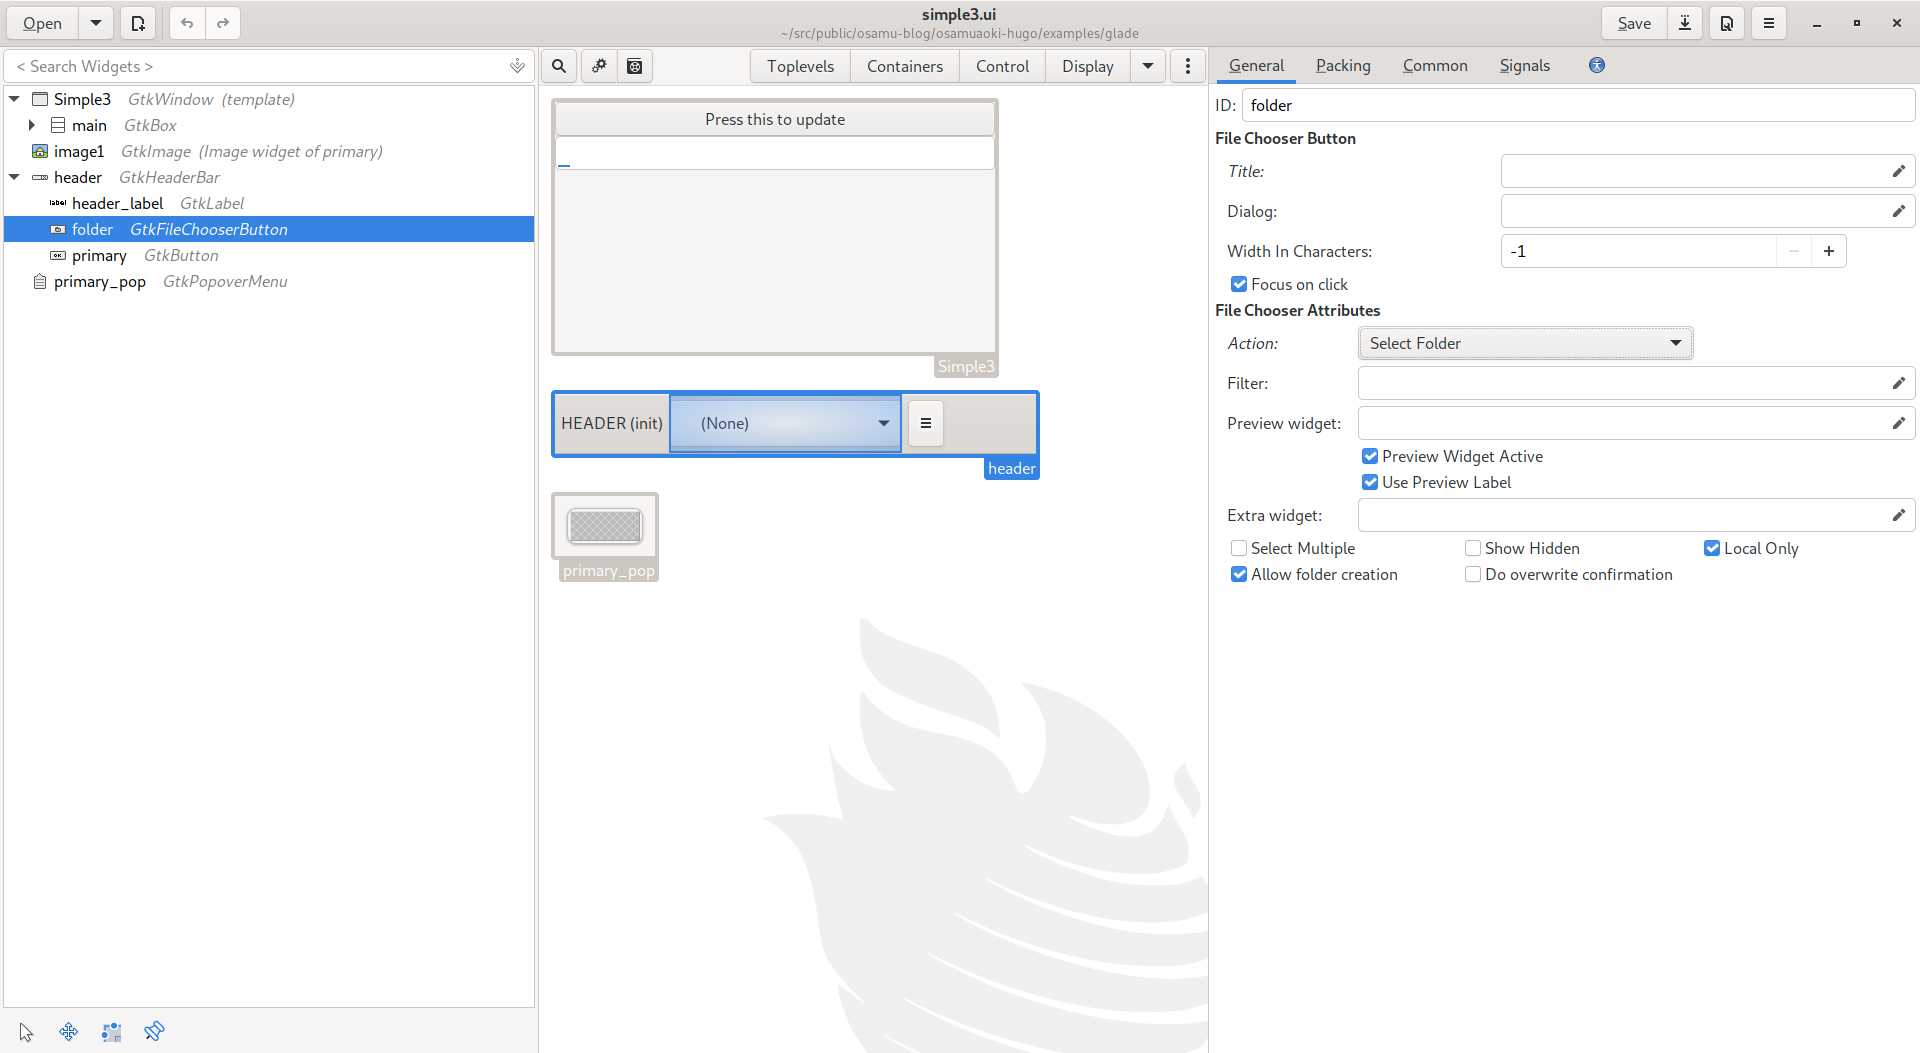 Open
simple3.ui
~/src/public/osamu-blog/osamuaoki-hugo/examples/glade
Save
< Search Widgets >
Simple3 GtkWindow (template)
main GtkBox
image1 GtkImage (Image widget of primary)
header GtkHeaderBar
label header_label GtkLabel
folder GtkFileChooserButton
OK primary GtkButton
primary_pop GtkPopoverMenu
Toplevels Containers Control Display
Press this to update
Simple3
HEADER (init) (None)
header
primary_pop
General Packing Common Signals
ID: folder
File Chooser Button
Title:
Dialog:
Width In Characters: -1
Focus on click
File Chooser Attributes
Action: Select Folder
Filter:
Preview widget:
Preview Widget Active
Use Preview Label
Extra widget:
Select Multiple Show Hidden Local Only
Allow folder creation Do overwrite confirmation